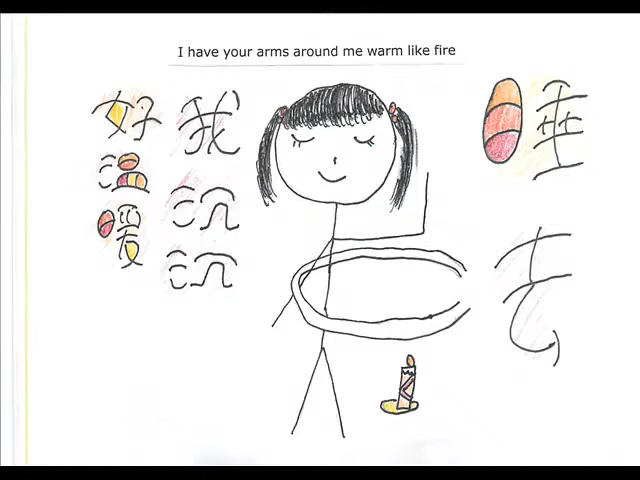 I have your arms around me warm like fire
好温暖
我沉沉
睡去